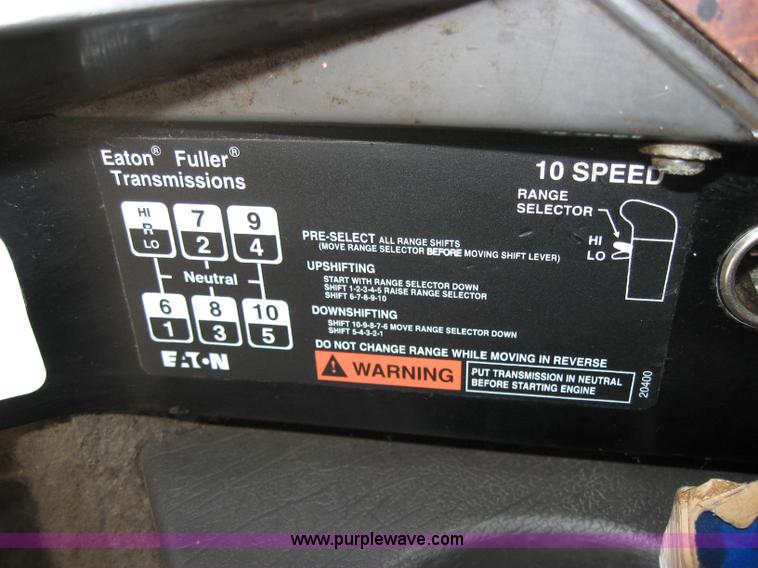 Eaton® Fuller®
Transmissions
10 SPEED
RANGE
SELECTOR
HI
LO
HI
R
LO
7
2
9
4
Neutral
6
1
8
3
10
5
EATON
PRE-SELECT ALL RANGE SHIFTS
(MOVE RANGE SELECTOR BEFORE MOVING SHIFT LEVER)
UPSHIFTING
START WITH RANGE SELECTOR DOWN
SHIFT 1-2-3-4-5 RAISE RANGE SELECTOR
SHIFT 6-7-8-9-10
DOWNSHIFTING
SHIFT 10-9-8-7-6 MOVE RANGE SELECTOR DOWN
SHIFT 5-4-3-2-1
DO NOT CHANGE RANGE WHILE MOVING IN REVERSE
WARNING
PUT TRANSMISSION IN NEUTRAL
BEFORE STARTING ENGINE
20400
www.purplewave.com